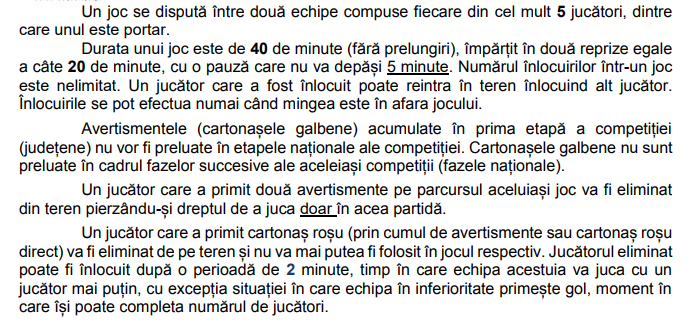 Un joc se dispută între două echipe compuse fiecare din cel mult 5 jucători, dintre
care unul este portar.
Durata unui joc este de 40 de minute (fără prelungiri), împărțit în două reprize egale
a câte 20 de minute, cu o pauză care nu va depăși 5 minute. Numărul înlocuirilor într-un joc
este nelimitat. Un jucător care a fost înlocuit poate reintra în teren înlocuind alt jucător.
Înlocuirile se pot efectua numai când mingea este în afara jocului.
Avertismentele (cartonașele galbene) acumulate în prima etapă a competiției
(județene) nu vor fi preluate în etapele naționale ale competiției. Cartonașele galbene nu sunt
preluate în cadrul fazelor succesive ale aceleiași competiții (fazele naționale).
Un jucător care a primit două avertismente pe parcursul aceluiași joc va fi eliminat
din teren pierzându-și dreptul de a juca doar în acea partidă.
Un jucător care a primit cartonaș roșu (prin cumul de avertismente sau cartonaș roșu
direct) va fi eliminat de pe teren și nu va mai putea fi folosit în jocul respectiv. Jucătorul eliminat
poate fi înlocuit după o perioadă de 2 minute, timp în care echipa acestuia va juca cu un
jucător mai puțin, cu excepția situației în care echipa în inferioritate primește gol, moment în
care își poate completa numărul de jucători.